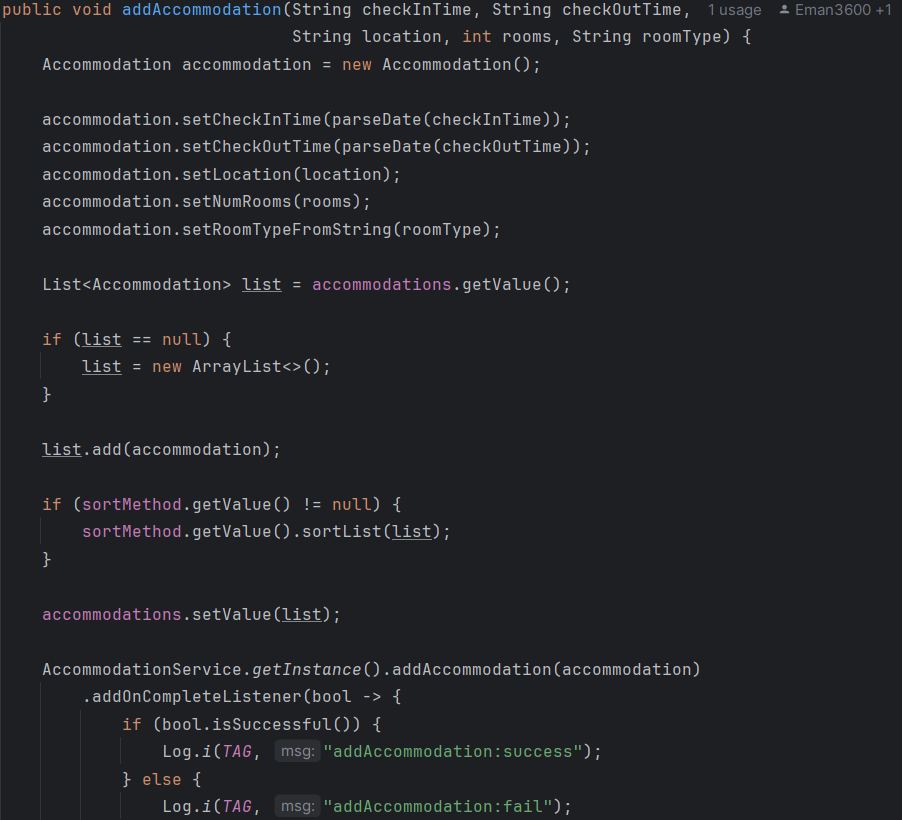 public void addAccommodation(String checkInTime, String checkOutTime, 1 usage Eman3600 +1
String location, int rooms, String roomType) {
Accommodation accommodation = new Accommodation();
accommodation.setCheckInTime(parseDate(checkInTime));
accommodation.setCheckOutTime(parseDate(checkOutTime));
accommodation.setLocation(location);
accommodation.setNumRooms(rooms);
accommodation.setRoomTypeFromString(roomType);
List<Accommodation> list = accommodations.getValue();
if (list == null) {
list = new ArrayList<>();
}
list.add(accommodation);
if (sortMethod.getValue() != null) {
sortMethod.getValue().sortList(list);
}
accommodations.setValue(list);
AccommodationService.getInstance().addAccommodation(accommodation)
.addOnCompleteListener(bool -> {
if (bool.isSuccessful()) {
Log.i(TAG, msg: "addAccommodation:success");
} else {
Log.i(TAG, msg: "addAccommodation:fail");